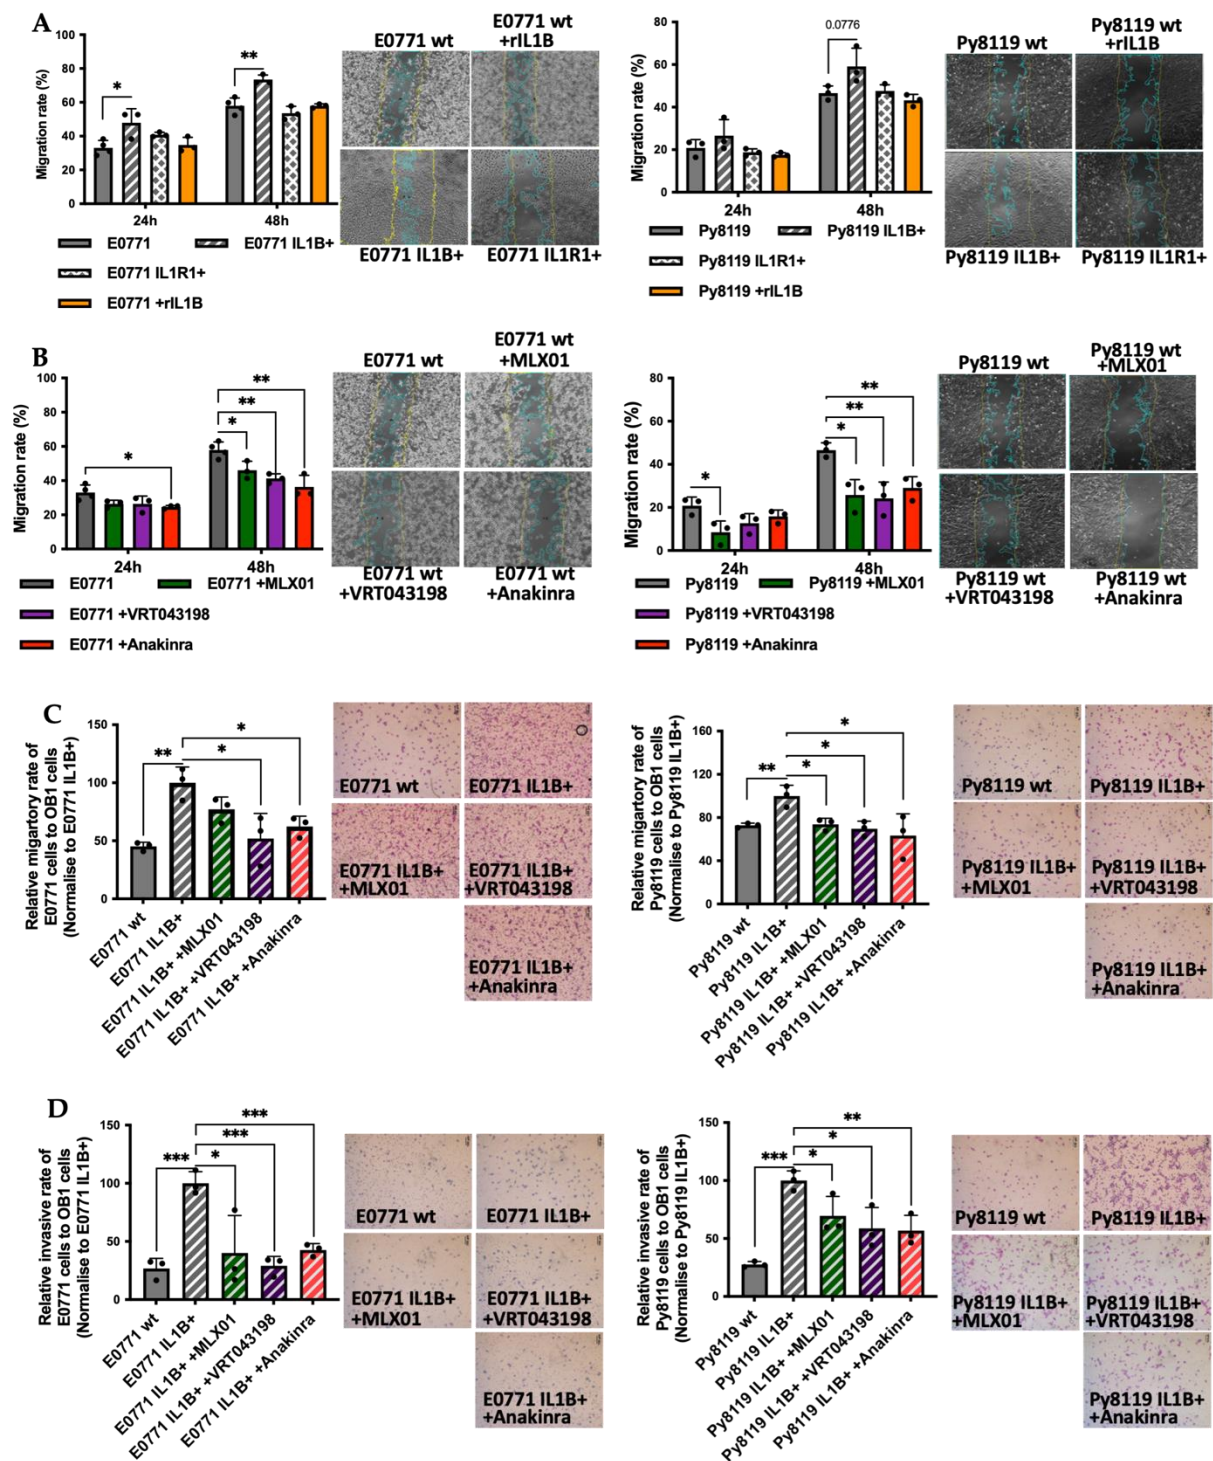 A
Migration rate (%)
100
80
60
40
20
0
*
**
24h
48h
E0771
E0771 IL1B+
E0771 IL1R1+
E0771 +rIL1B
E0771 wt
E0771 wt
+rIL1B
E0771 IL1B+
E0771 IL1R1+
Migration rate (%)
80
60
40
20
0
0.0776
24h
48h
Py8119
Py8119 IL1B+
Py8119 IL1R1+
Py8119 +rIL1B
Py8119 wt
Py8119 wt
+rIL1B
Py8119 IL1B+
Py8119 IL1R1+
B
Migration rate (%)
100
80
60
40
20
0
*
**
**
*
24h
48h
E0771
E0771 +MLX01
E0771 +VRT043198
E0771 +Anakinra
E0771 wt
E0771 wt
+MLX01
E0771 wt
+VRT043198
E0771 wt
+Anakinra
Migration rate (%)
80
60
40
20
0
*
**
**
*
24h
48h
Py8119
Py8119 +MLX01
Py8119 +VRT043198
Py8119 +Anakinra
Py8119 wt
Py8119 wt
+MLX01
Py8119 wt
+VRT043198
Py8119 wt
+Anakinra
C
Relative migartory rate of
E0771 cells to OB1 cells
(Normalise to E0771 IL1B+)
150
100
50
0
**
*
*
E0771 wt
E0771 IL1B+
E0771 IL1B+ +MLX01
E0771 IL1B+ +VRT043198
E0771 IL1B+ +Anakinra
E0771 wt
E0771 IL1B+
E0771 IL1B+
+MLX01
E0771 IL1B+
+VRT043198
E0771 IL1B+
+Anakinra
Relative migartory rate of
Py8119 cells to OB1 cells
(Normalise to Py8119 IL1B+)
160
120
80
40
0
**
*
*
*
Py8119 wt
Py8119 IL1B+
Py8119 IL1B+ +MLX01
Py8119 IL1B+ +VRT043198
Py8119 IL1B+ +Anakinra
Py8119 wt
Py8119 IL1B+
Py8119 IL1B+
+MLX01
Py8119 IL1B+
+VRT043198
Py8119 IL1B+
+Anakinra
D
Relative invasive rate of
E0771 cells to OB1 cells
(Normalise to E0771 IL1B+)
150
100
50
0
***
*
***
***
E0771 wt
E0771 IL1B+
E0771 IL1B+ +MLX01
E0771 IL1B+ +VRT043198
E0771 IL1B+ +Anakinra
E0771 wt
E0771 IL1B+
E0771 IL1B+
+MLX01
E0771 IL1B+
+VRT043198
E0771 IL1B+
+Anakinra
Relative invasive rate of
Py8119 cells to OB1 cells
(Normalise to Py8119 IL1B+)
150
100
50
0
***
*
*
**
Py8119 wt
Py8119 IL1B+
Py8119 IL1B+ +MLX01
Py8119 IL1B+ +VRT043198
Py8119 IL1B+ +Anakinra
Py8119 wt
Py8119 IL1B+
Py8119 IL1B+
+MLX01
Py8119 IL1B+
+VRT043198
Py8119 IL1B+
+Anakinra